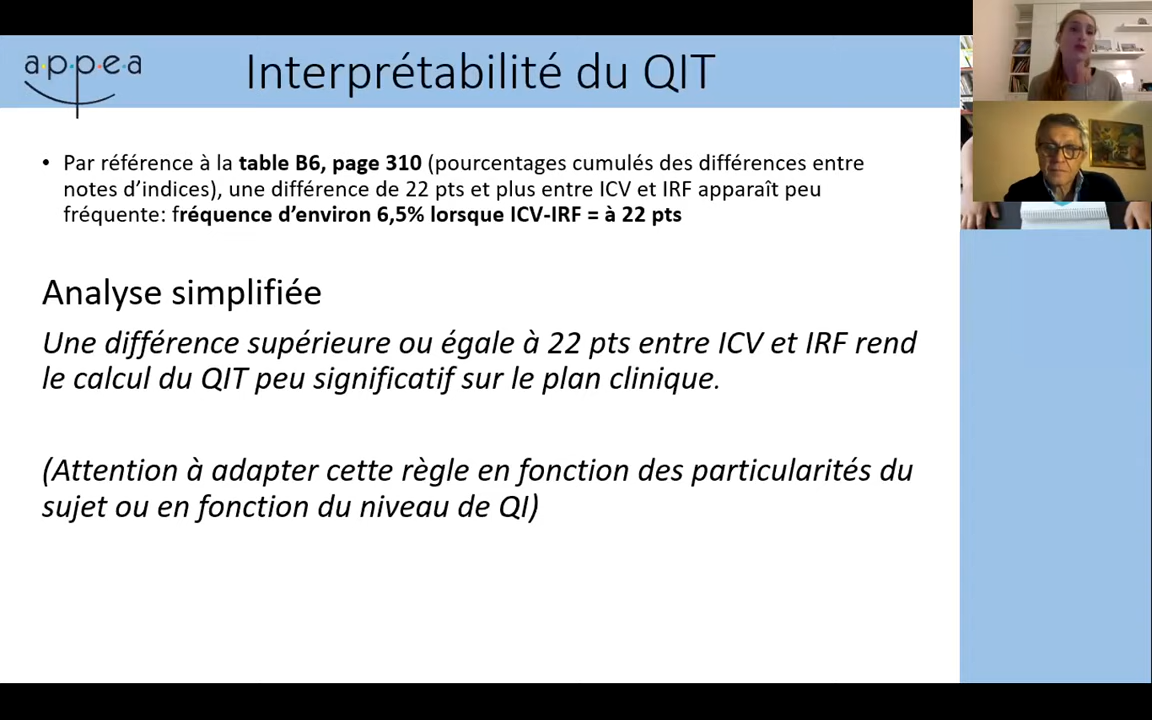 a·p·p·e·a
Interprétabilité du QIT
• Par référence à la table B6, page 310 (pourcentages cumulés des différences entre
notes d’indices), une différence de 22 pts et plus entre ICV et IRF apparaît peu
fréquente: fréquence d’environ 6,5% lorsque ICV-IRF = à 22 pts
Analyse simplifiée
Une différence supérieure ou égale à 22 pts entre ICV et IRF rend
le calcul du QIT peu significatif sur le plan clinique.
(Attention à adapter cette règle en fonction des particularités du
sujet ou en fonction du niveau de QI)